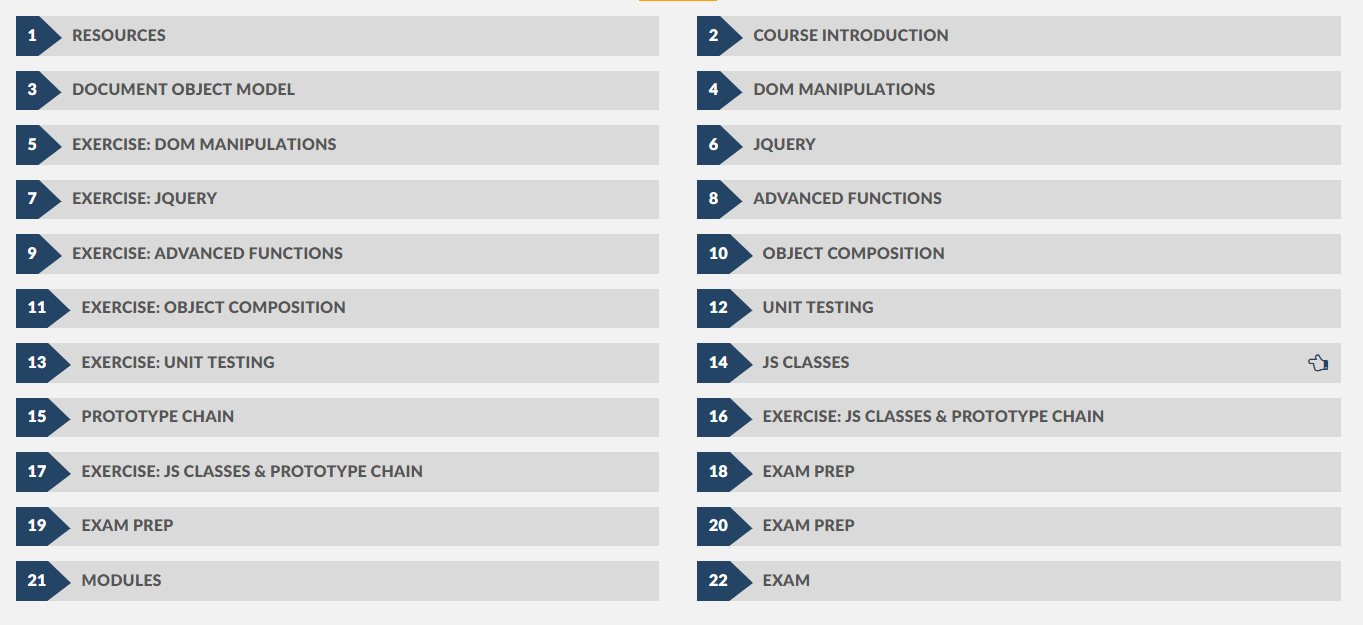 1 RESOURCES
2 COURSE INTRODUCTION
3 DOCUMENT OBJECT MODEL
4 DOM MANIPULATIONS
5 EXERCISE: DOM MANIPULATIONS
6 JQUERY
7 EXERCISE: JQUERY
8 ADVANCED FUNCTIONS
9 EXERCISE: ADVANCED FUNCTIONS
10 OBJECT COMPOSITION
11 EXERCISE: OBJECT COMPOSITION
12 UNIT TESTING
13 EXERCISE: UNIT TESTING
14 JS CLASSES
15 PROTOTYPE CHAIN
16 EXERCISE: JS CLASSES & PROTOTYPE CHAIN
17 EXERCISE: JS CLASSES & PROTOTYPE CHAIN
18 EXAM PREP
19 EXAM PREP
20 EXAM PREP
21 MODULES
22 EXAM